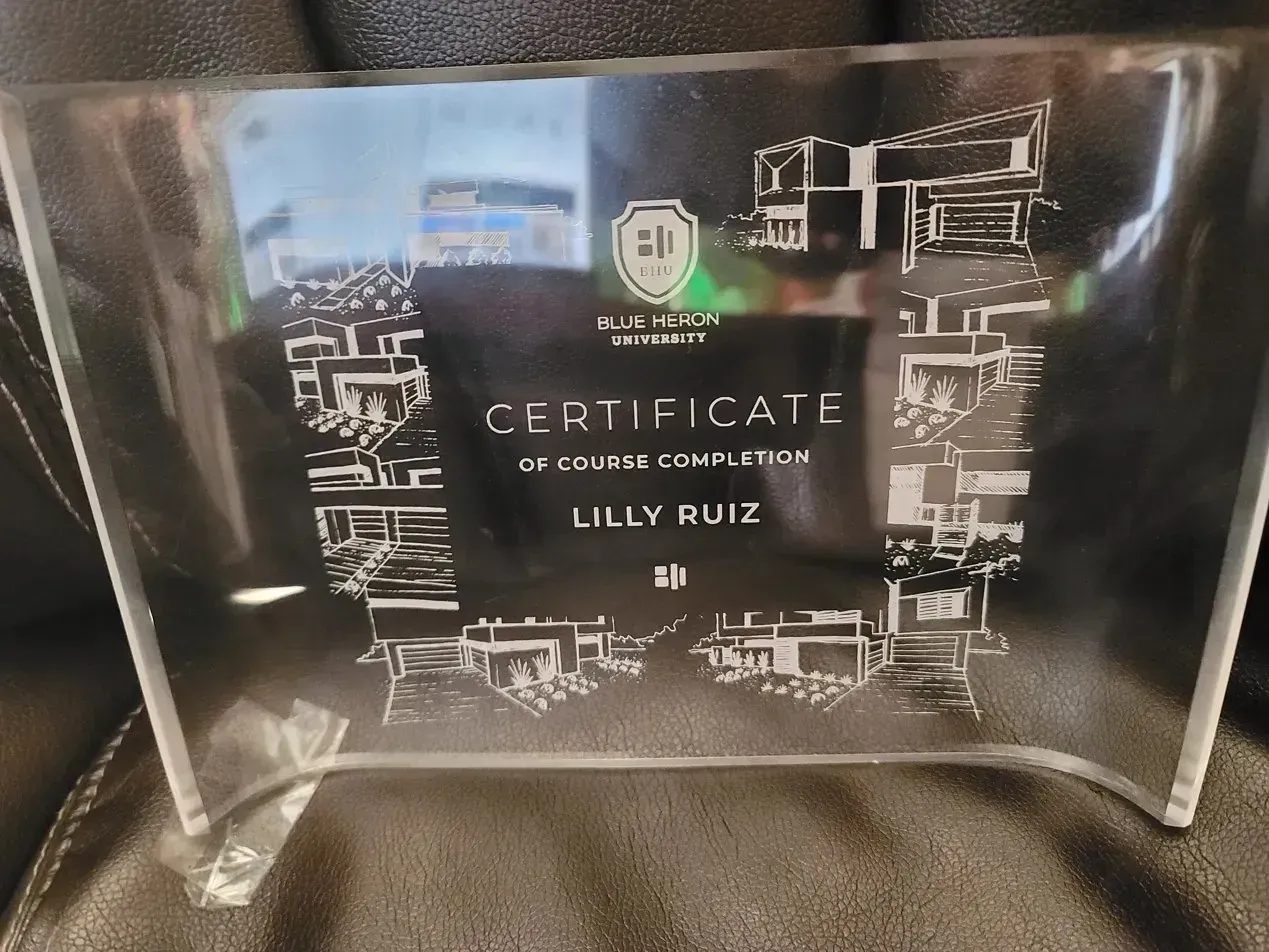 BHU
BLUE HERON
UNIVERSITY
CERTIFICATE
OF COURSE COMPLETION
LILLY RUIZ